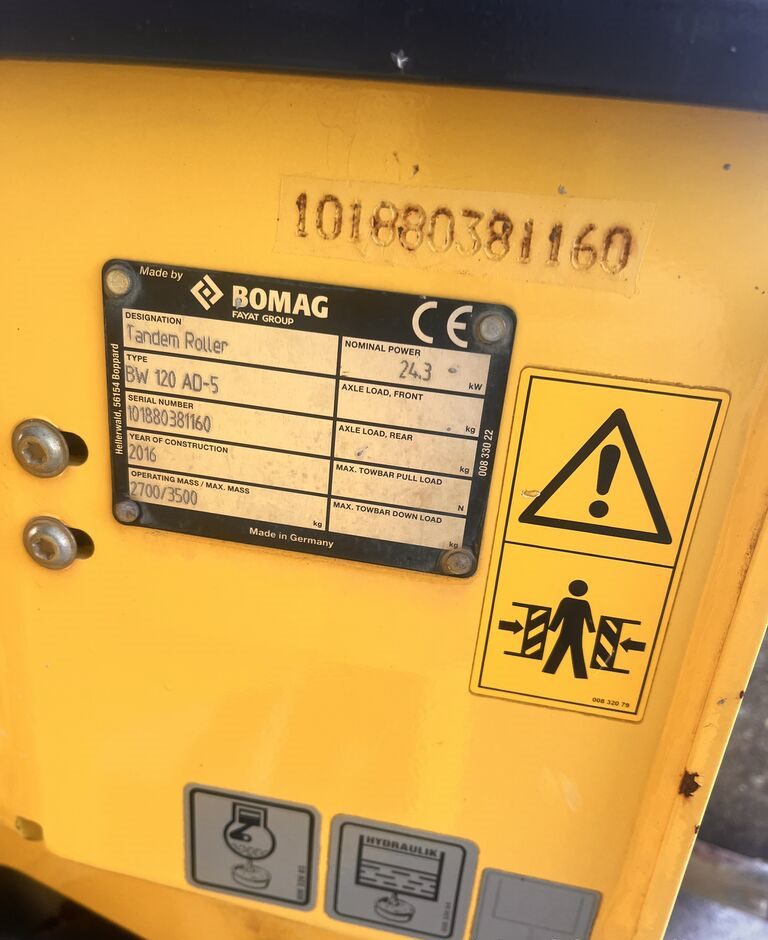 101880381160
Made by
BOMAG
FAYAT GROUP
CE
DESIGNATION
Tandem Roller
TYPE
BW 120 AD-5
SERIAL NUMBER
101880381160
YEAR OF CONSTRUCTION
2016
OPERATING MASS / MAX. MASS
2700/3500
kg
NOMINAL POWER
24.3
kW
AXLE LOAD, FRONT
kg
AXLE LOAD, REAR
kg
MAX. TOWBAR PULL LOAD
N
MAX. TOWBAR DOWN LOAD
kg
Hellerwald, 56154 Boppard
008 330 22
Made in Germany
008 320 79
HYDRAULIK